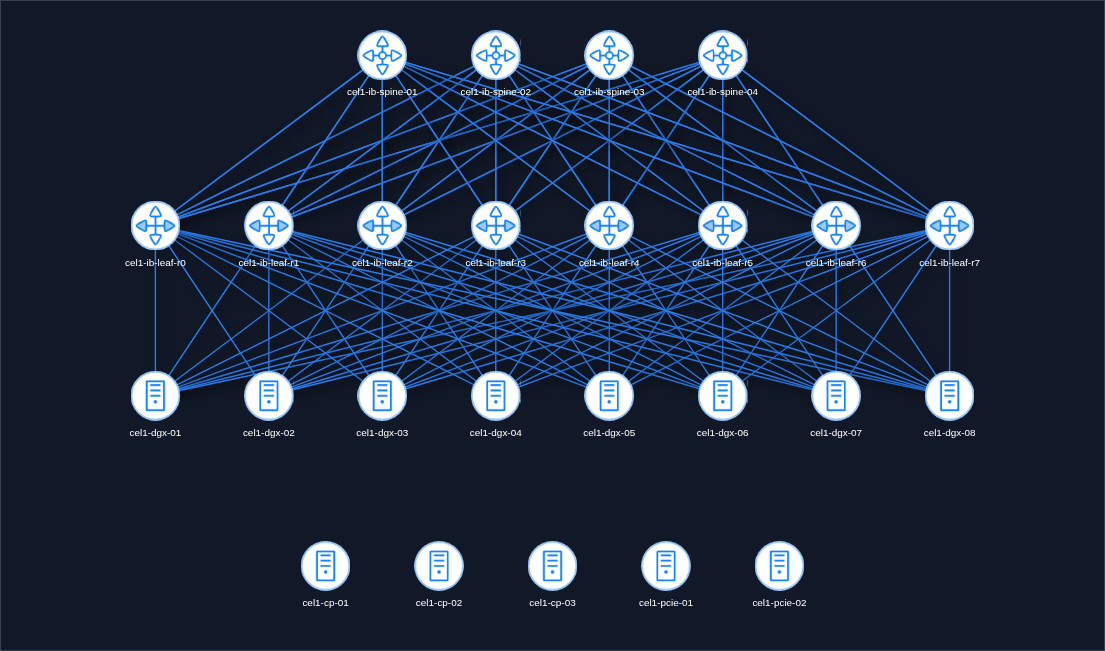 cel1-ib-spine-01 cel1-ib-spine-02 cel1-ib-spine-03 cel1-ib-spine-04
cel1-ib-leaf-r0 cel1-ib-leaf-r1 cel1-ib-leaf-r2 cel1-ib-leaf-r3 cel1-ib-leaf-r4 cel1-ib-leaf-r5 cel1-ib-leaf-r6 cel1-ib-leaf-r7
cel1-dgx-01 cel1-dgx-02 cel1-dgx-03 cel1-dgx-04 cel1-dgx-05 cel1-dgx-06 cel1-dgx-07 cel1-dgx-08
cel1-cp-01 cel1-cp-02 cel1-cp-03 cel1-pcie-01 cel1-pcie-02